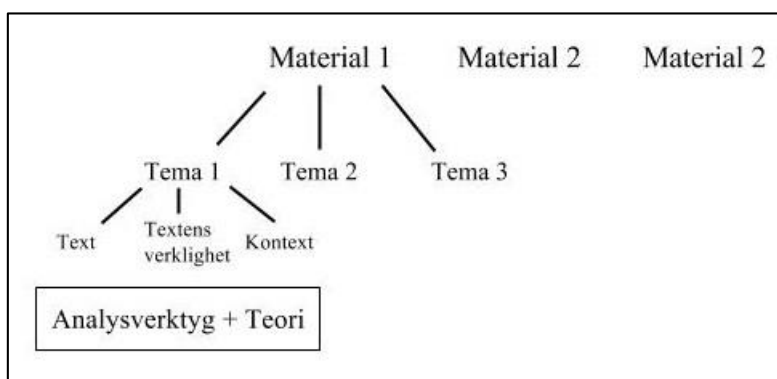 Material 1 Material 2 Material 2
Tema 1 Tema 2 Tema 3
Text Textens verklighet Kontext
Analysverktyg + Teori